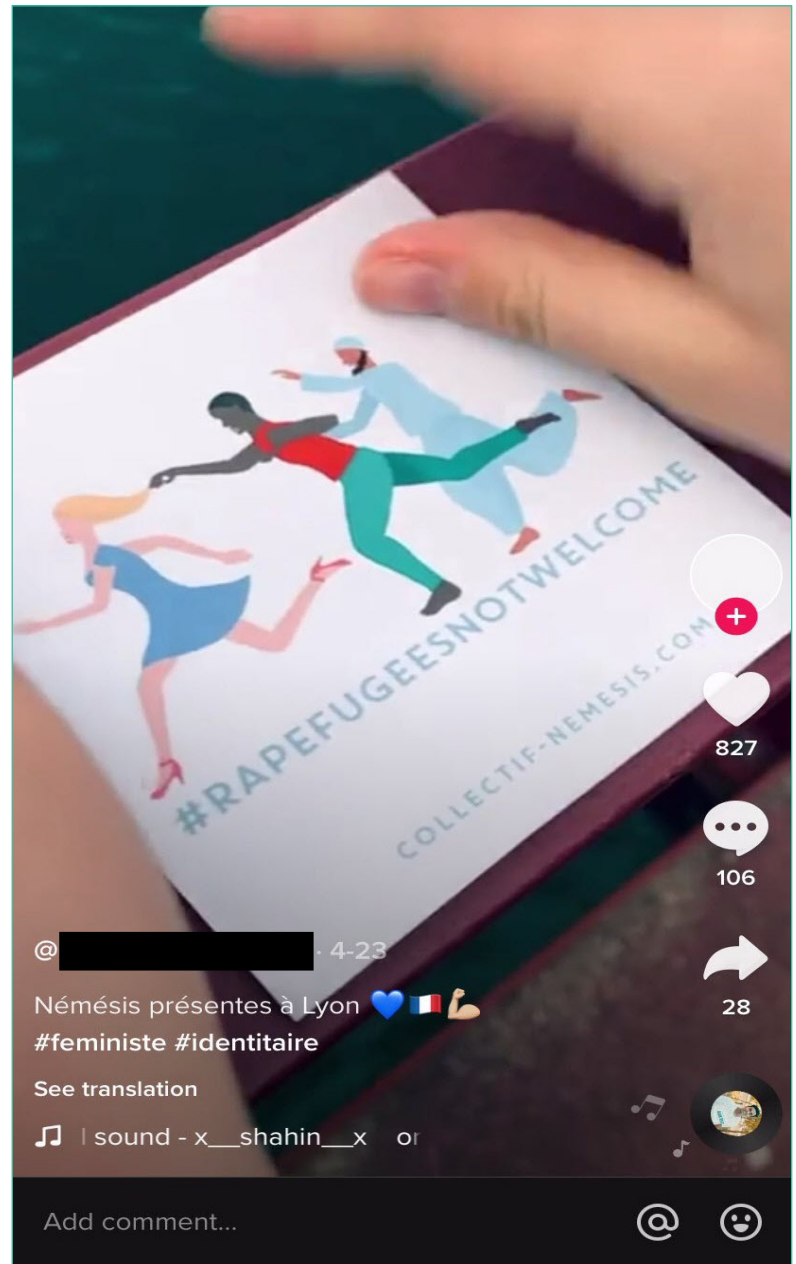 #RAPEFUGEESNOTWELCOME
COLLECTIF-NEMESIS.COM
827
106
28
@ · 4-23
Némésis présentes à Lyon 💙🇫🇷💪🏼
#feministe #identitaire
See translation
l sound - x__shahin__x or
Add comment...